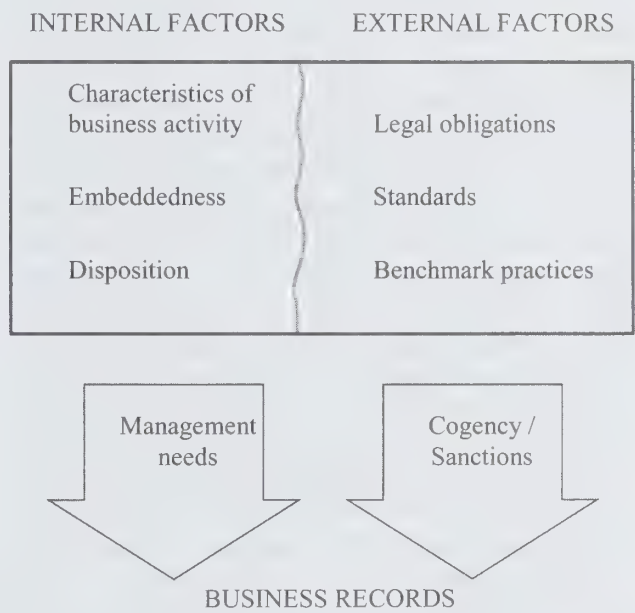 INTERNAL FACTORS
EXTERNAL FACTORS
Characteristics of
business activity
Embeddedness
Disposition
Legal obligations
Standards
Benchmark practices
Management
needs
Cogency /
Sanctions
BUSINESS RECORDS